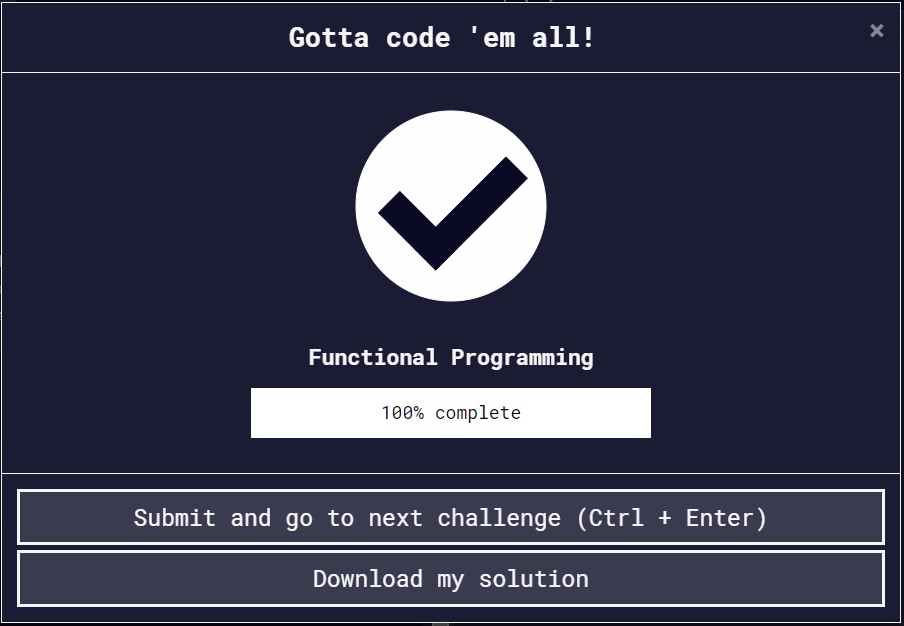 Gotta code 'em all!
×
Functional Programming
100% complete
Submit and go to next challenge (Ctrl + Enter)
Download my solution